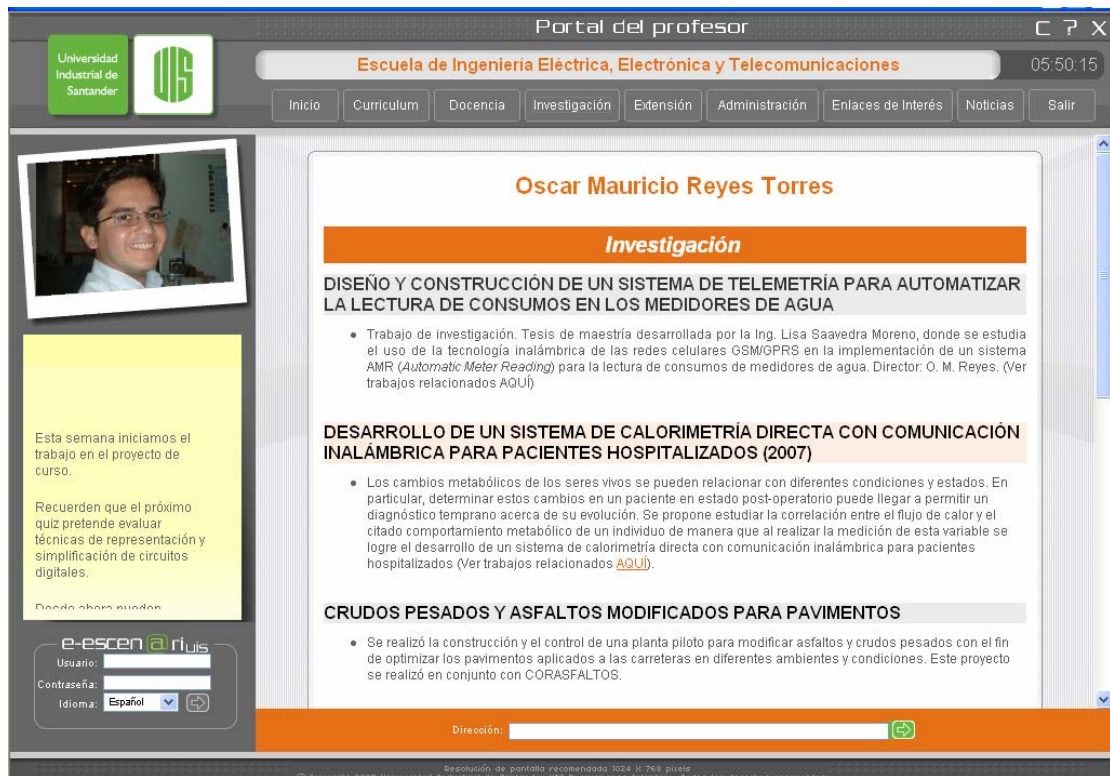 Portal del profesor
C ? X
Universidad
Industrial de
Santander
UIS
Escuela de Ingeniería Eléctrica, Electrónica y Telecomunicaciones
05:50:15
Inicio
Curriculum
Docencia
Investigación
Extensión
Administración
Enlaces de Interés
Noticias
Salir
Oscar Mauricio Reyes Torres
Investigación
DISEÑO Y CONSTRUCCIÓN DE UN SISTEMA DE TELEMETRÍA PARA AUTOMATIZAR
LA LECTURA DE CONSUMOS EN LOS MEDIDORES DE AGUA
• Trabajo de investigación. Tesis de maestría desarrollada por la Ing. Lisa Saavedra Moreno, donde se estudia
el uso de la tecnología inalámbrica de las redes celulares GSM/GPRS en la implementación de un sistema
AMR (Automatic Meter Reading) para la lectura de consumos de medidores de agua. Director: O. M. Reyes. (Ver
trabajos relacionados AQUÍ)
DESARROLLO DE UN SISTEMA DE CALORIMETRÍA DIRECTA CON COMUNICACIÓN
INALÁMBRICA PARA PACIENTES HOSPITALIZADOS (2007)
• Los cambios metabólicos de los seres vivos se pueden relacionar con diferentes condiciones y estados. En
particular, determinar estos cambios en un paciente en estado post-operatorio puede llegar a permitir un
diagnóstico temprano acerca de su evolución. Se propone estudiar la correlación entre el flujo de calor y el
citado comportamiento metabólico de un individuo de manera que al realizar la medición de esta variable se
logre el desarrollo de un sistema de calorimetría directa con comunicación inalámbrica para pacientes
hospitalizados (Ver trabajos relacionados AQUÍ).
CRUDOS PESADOS Y ASFALTOS MODIFICADOS PARA PAVIMENTOS
• Se realizó la construcción y el control de una planta piloto para modificar asfaltos y crudos pesados con el fin
de optimizar los pavimentos aplicados a las carreteras en diferentes ambientes y condiciones. Este proyecto
se realizó en conjunto con CORASFALTOS.
Esta semana iniciamos el
trabajo en el proyecto de
curso.
Recuerden que el próximo
quiz pretende evaluar
técnicas de representación y
simplificación de circuitos
digitales.
Desde ahora pueden
e-escen@riuis
Usuario:
Contraseña:
Idioma: Español
Dirección:
Resolución de pantalla recomendada 1024 X 768 pixels